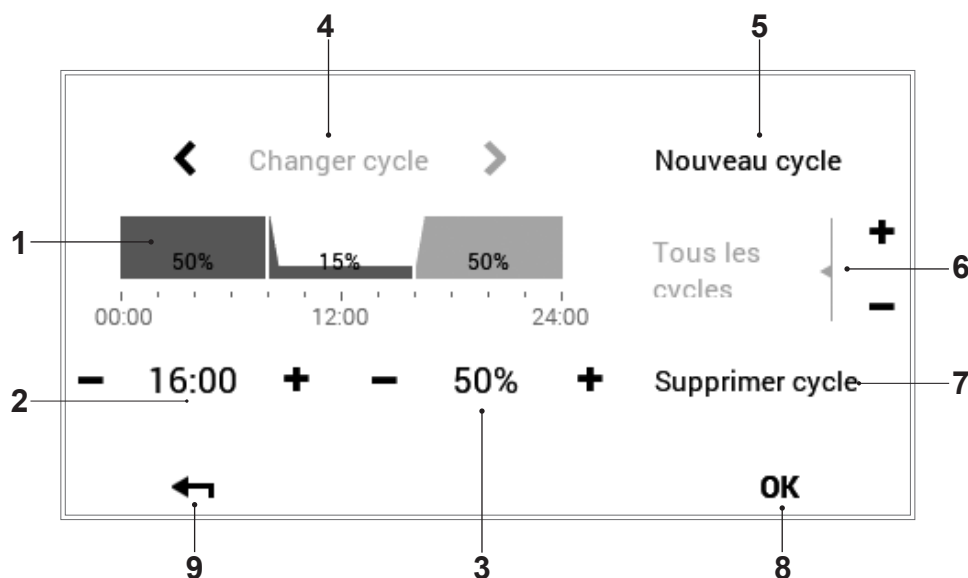 4 5
Changer cycle Nouveau cycle
1 50% 15% 50% Tous les + 6
cycles −
00:00 12:00 24:00
− 16:00 + − 50% + Supprimer cycle 7
2
OK
9 3 8